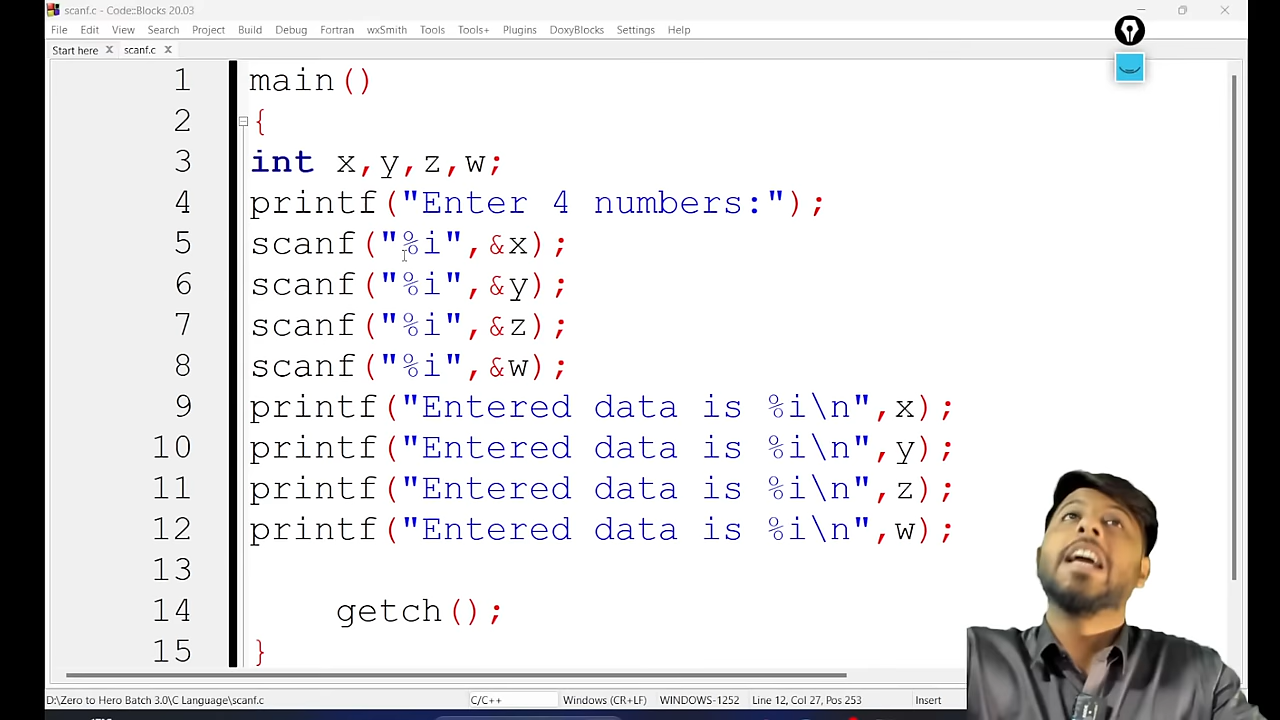 scanf.c - Code::Blocks 20.03
File Edit View Search Project Build Debug Fortran wxSmith Tools Tools+ Plugins DoxyBlocks Settings Help
Start here scanf.c
1 main()
2 {
3 int x,y,z,w;
4 printf("Enter 4 numbers:");
5 scanf("%i",&x);
6 scanf("%i",&y);
7 scanf("%i",&z);
8 scanf("%i",&w);
9 printf("Entered data is %i\n",x);
10 printf("Entered data is %i\n",y);
11 printf("Entered data is %i\n",z);
12 printf("Entered data is %i\n",w);
13
14 getch();
15 }
D:\Zero to Hero Batch 3.0\C Language\scanf.c C/C++ Windows (CR+LF) WINDOWS-1252 Line 12, Col 27, Pos 253 Insert